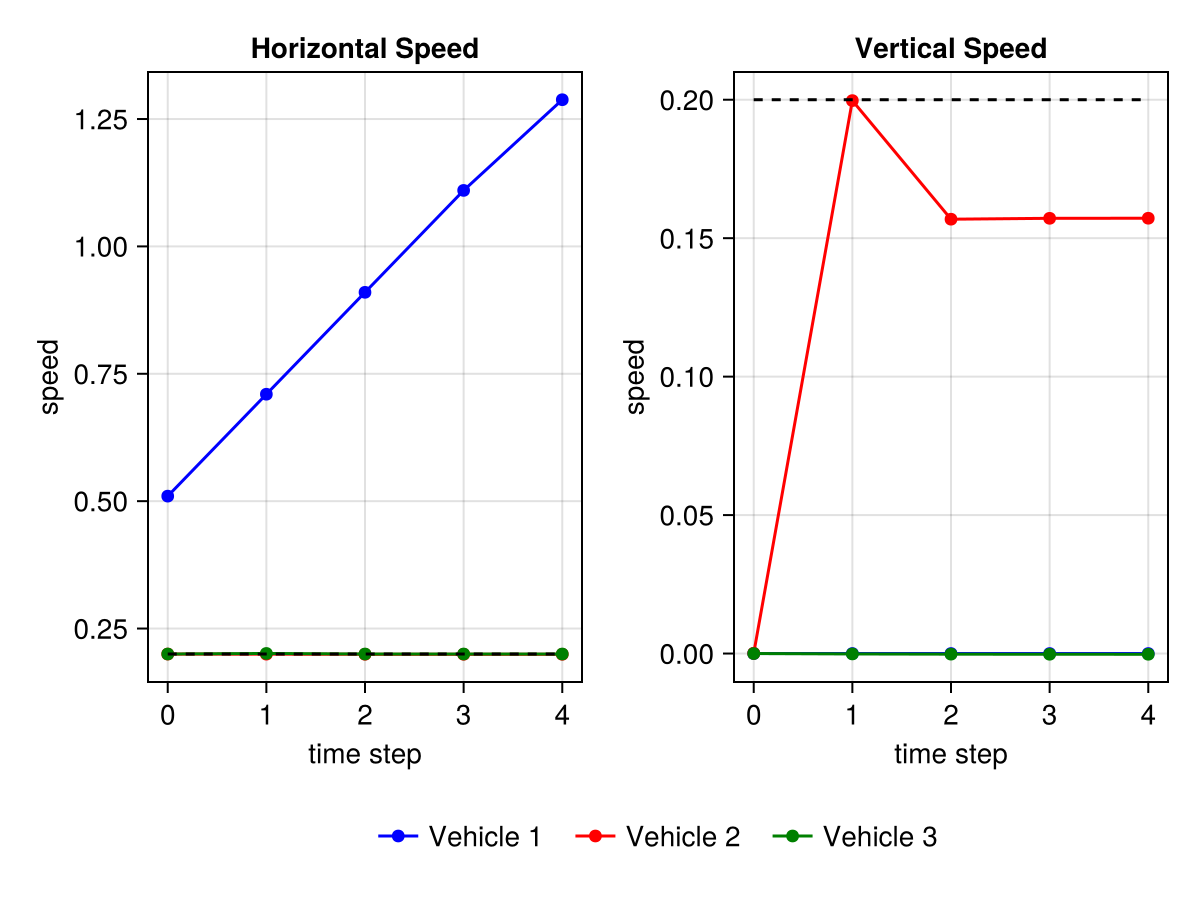 Horizontal Speed
speed
1.25
1.00
0.75
0.50
0.25
0 1 2 3 4
time step
Vertical Speed
speed
0.20
0.15
0.10
0.05
0.00
0 1 2 3 4
time step
Vehicle 1 Vehicle 2 Vehicle 3